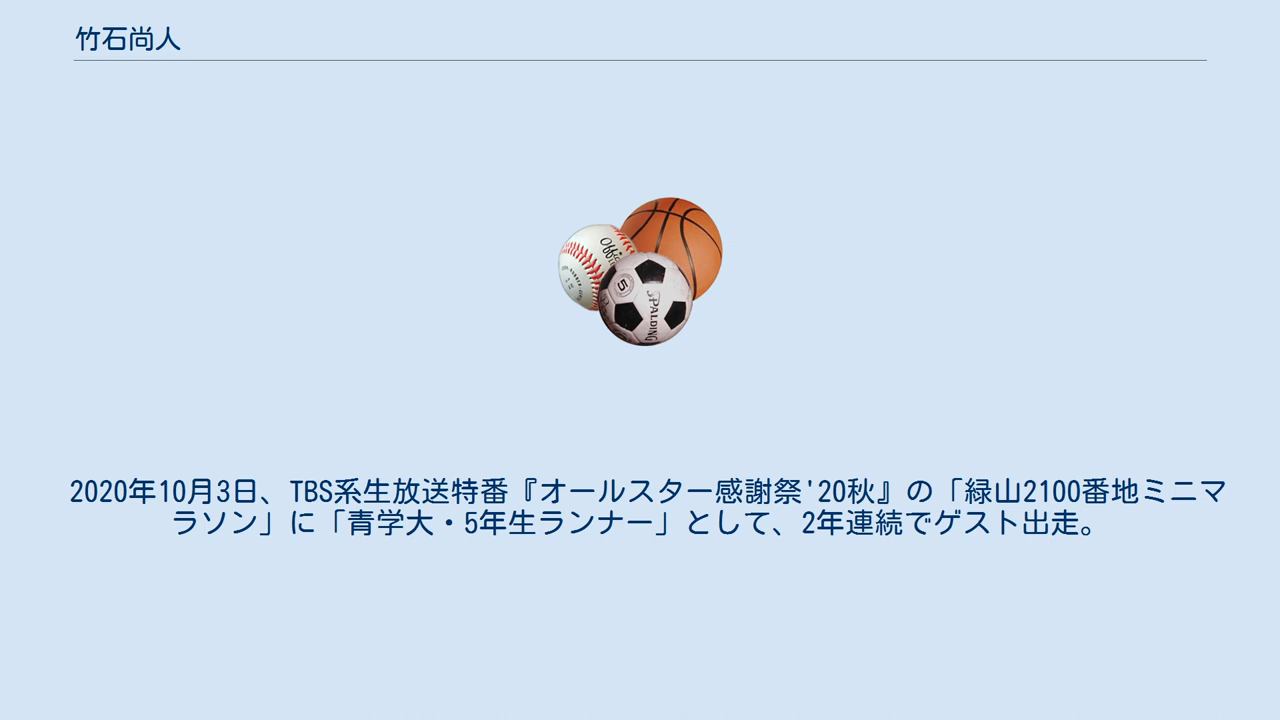 竹石尚人
Offic
5
SPALDING
2020年10月3日、TBS系生放送特番『オールスター感謝祭'20秋』の「緑山2100番地ミニマ
ラソン」に「青学大・5年生ランナー」として、2年連続でゲスト出走。